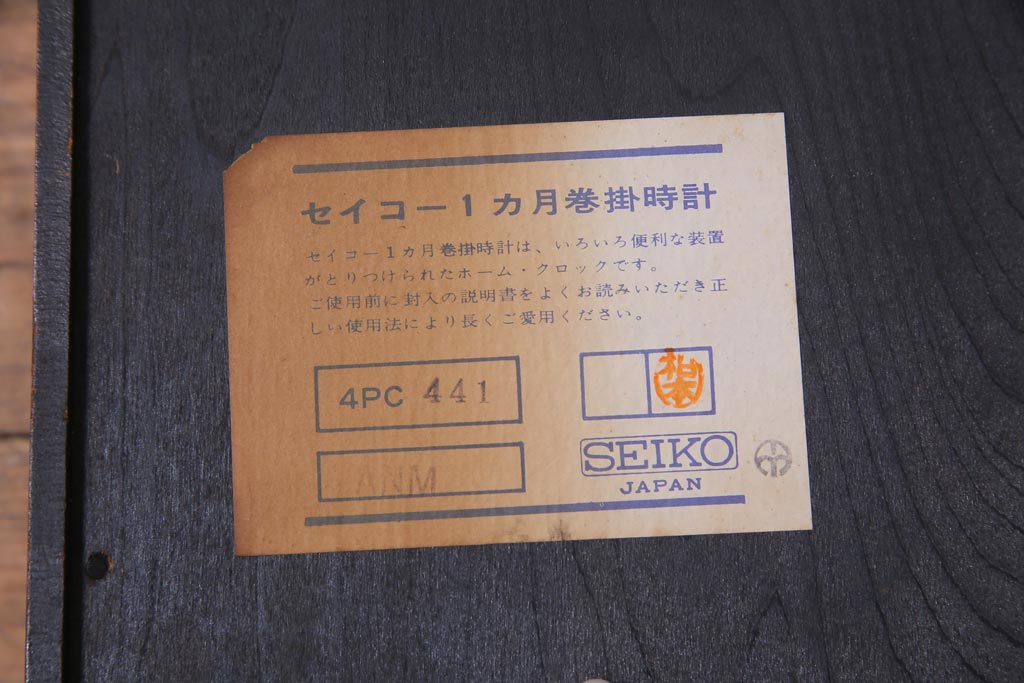 セイコー1カ月巻掛時計
セイコー1カ月巻掛時計は、いろいろ便利な装置
がとりつけられたホーム・クロックです。
ご使用前に封入の説明書をよくお読みいただき正
しい使用法により長くご愛用ください。
4PC 441
ANM
SEIKO
JAPAN